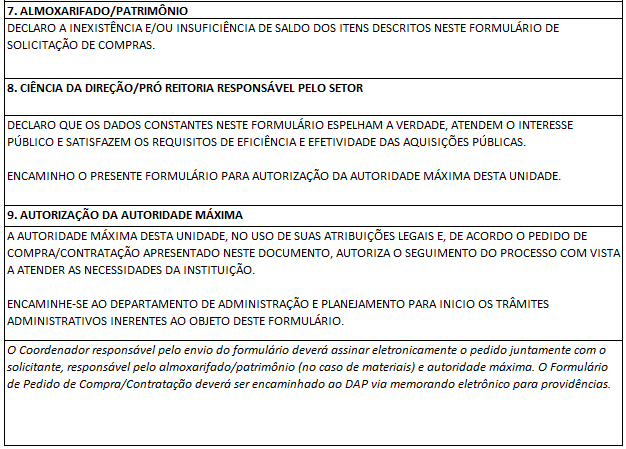 7. ALMOXARIFADO/PATRIMÔNIO
DECLARO A INEXISTÊNCIA E/OU INSUFICIÊNCIA DE SALDO DOS ITENS DESCRITOS NESTE FORMULÁRIO DE
SOLICITAÇÃO DE COMPRAS.
8. CIÊNCIA DA DIREÇÃO/PRÓ REITORIA RESPONSÁVEL PELO SETOR
DECLARO QUE OS DADOS CONSTANTES NESTE FORMULÁRIO ESPELHAM A VERDADE, ATENDEM O INTERESSE
PÚBLICO E SATISFAZEM OS REQUISITOS DE EFICIÊNCIA E EFETIVIDADE DAS AQUISIÇÕES PÚBLICAS.
ENCAMINHO O PRESENTE FORMULÁRIO PARA AUTORIZAÇÃO DA AUTORIDADE MÁXIMA DESTA UNIDADE.
9. AUTORIZAÇÃO DA AUTORIDADE MÁXIMA
A AUTORIDADE MÁXIMA DESTA UNIDADE, NO USO DE SUAS ATRIBUIÇÕES LEGAIS E, DE ACORDO O PEDIDO DE
COMPRA/CONTRATAÇÃO APRESENTADO NESTE DOCUMENTO, AUTORIZA O SEGUIMENTO DO PROCESSO COM VISTA
A ATENDER AS NECESSIDADES DA INSTITUIÇÃO.
ENCAMINHE-SE AO DEPARTAMENTO DE ADMINISTRAÇÃO E PLANEJAMENTO PARA INICIO OS TRÂMITES
ADMINISTRATIVOS INERENTES AO OBJETO DESTE FORMULÁRIO.
O Coordenador responsável pelo envio do formulário deverá assinar eletronicamente o pedido juntamente com o
solicitante, responsável pelo almoxarifado/patrimônio (no caso de materiais) e autoridade máxima. O Formulário
de Pedido de Compra/Contratação deverá ser encaminhado ao DAP via memorando eletrônico para providências.